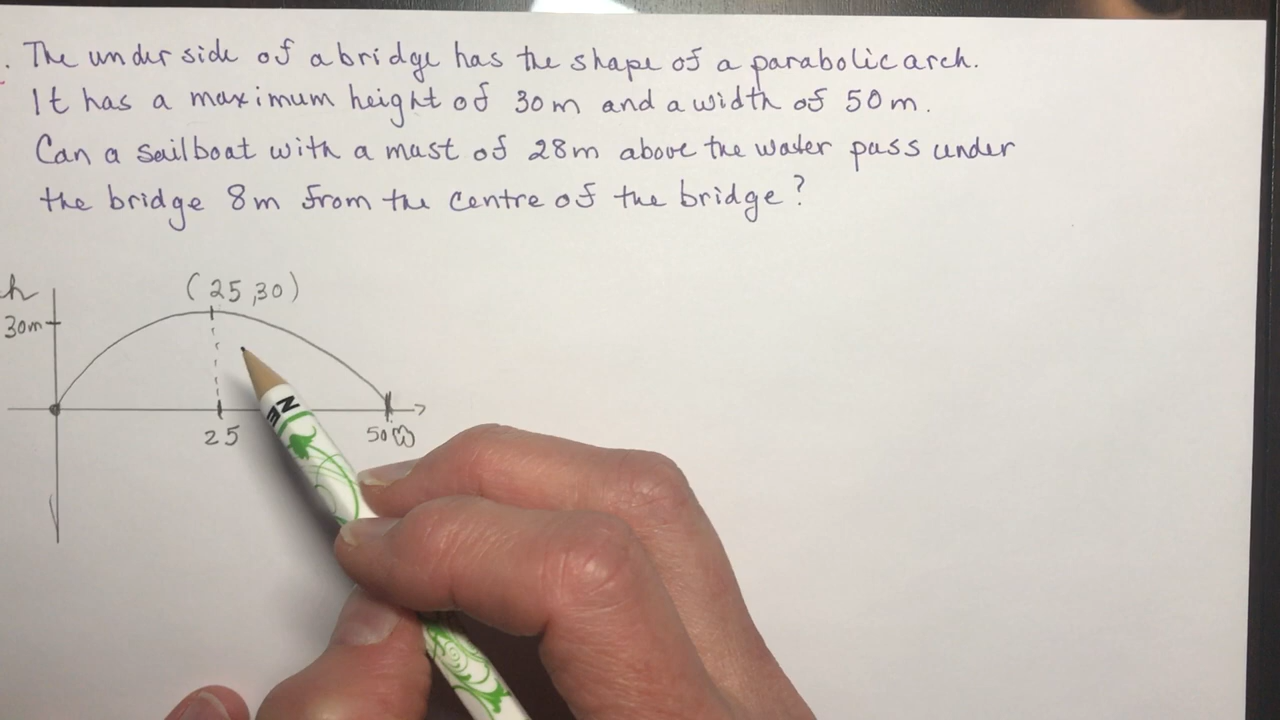 . The underside of a bridge has the shape of a parabolic arch.
It has a maximum height of 30m and a width of 50m.
Can a sailboat with a mast of 28m above the water pass under
the bridge 8m from the centre of the bridge?
h
(25,30)
30m
25
50
NE